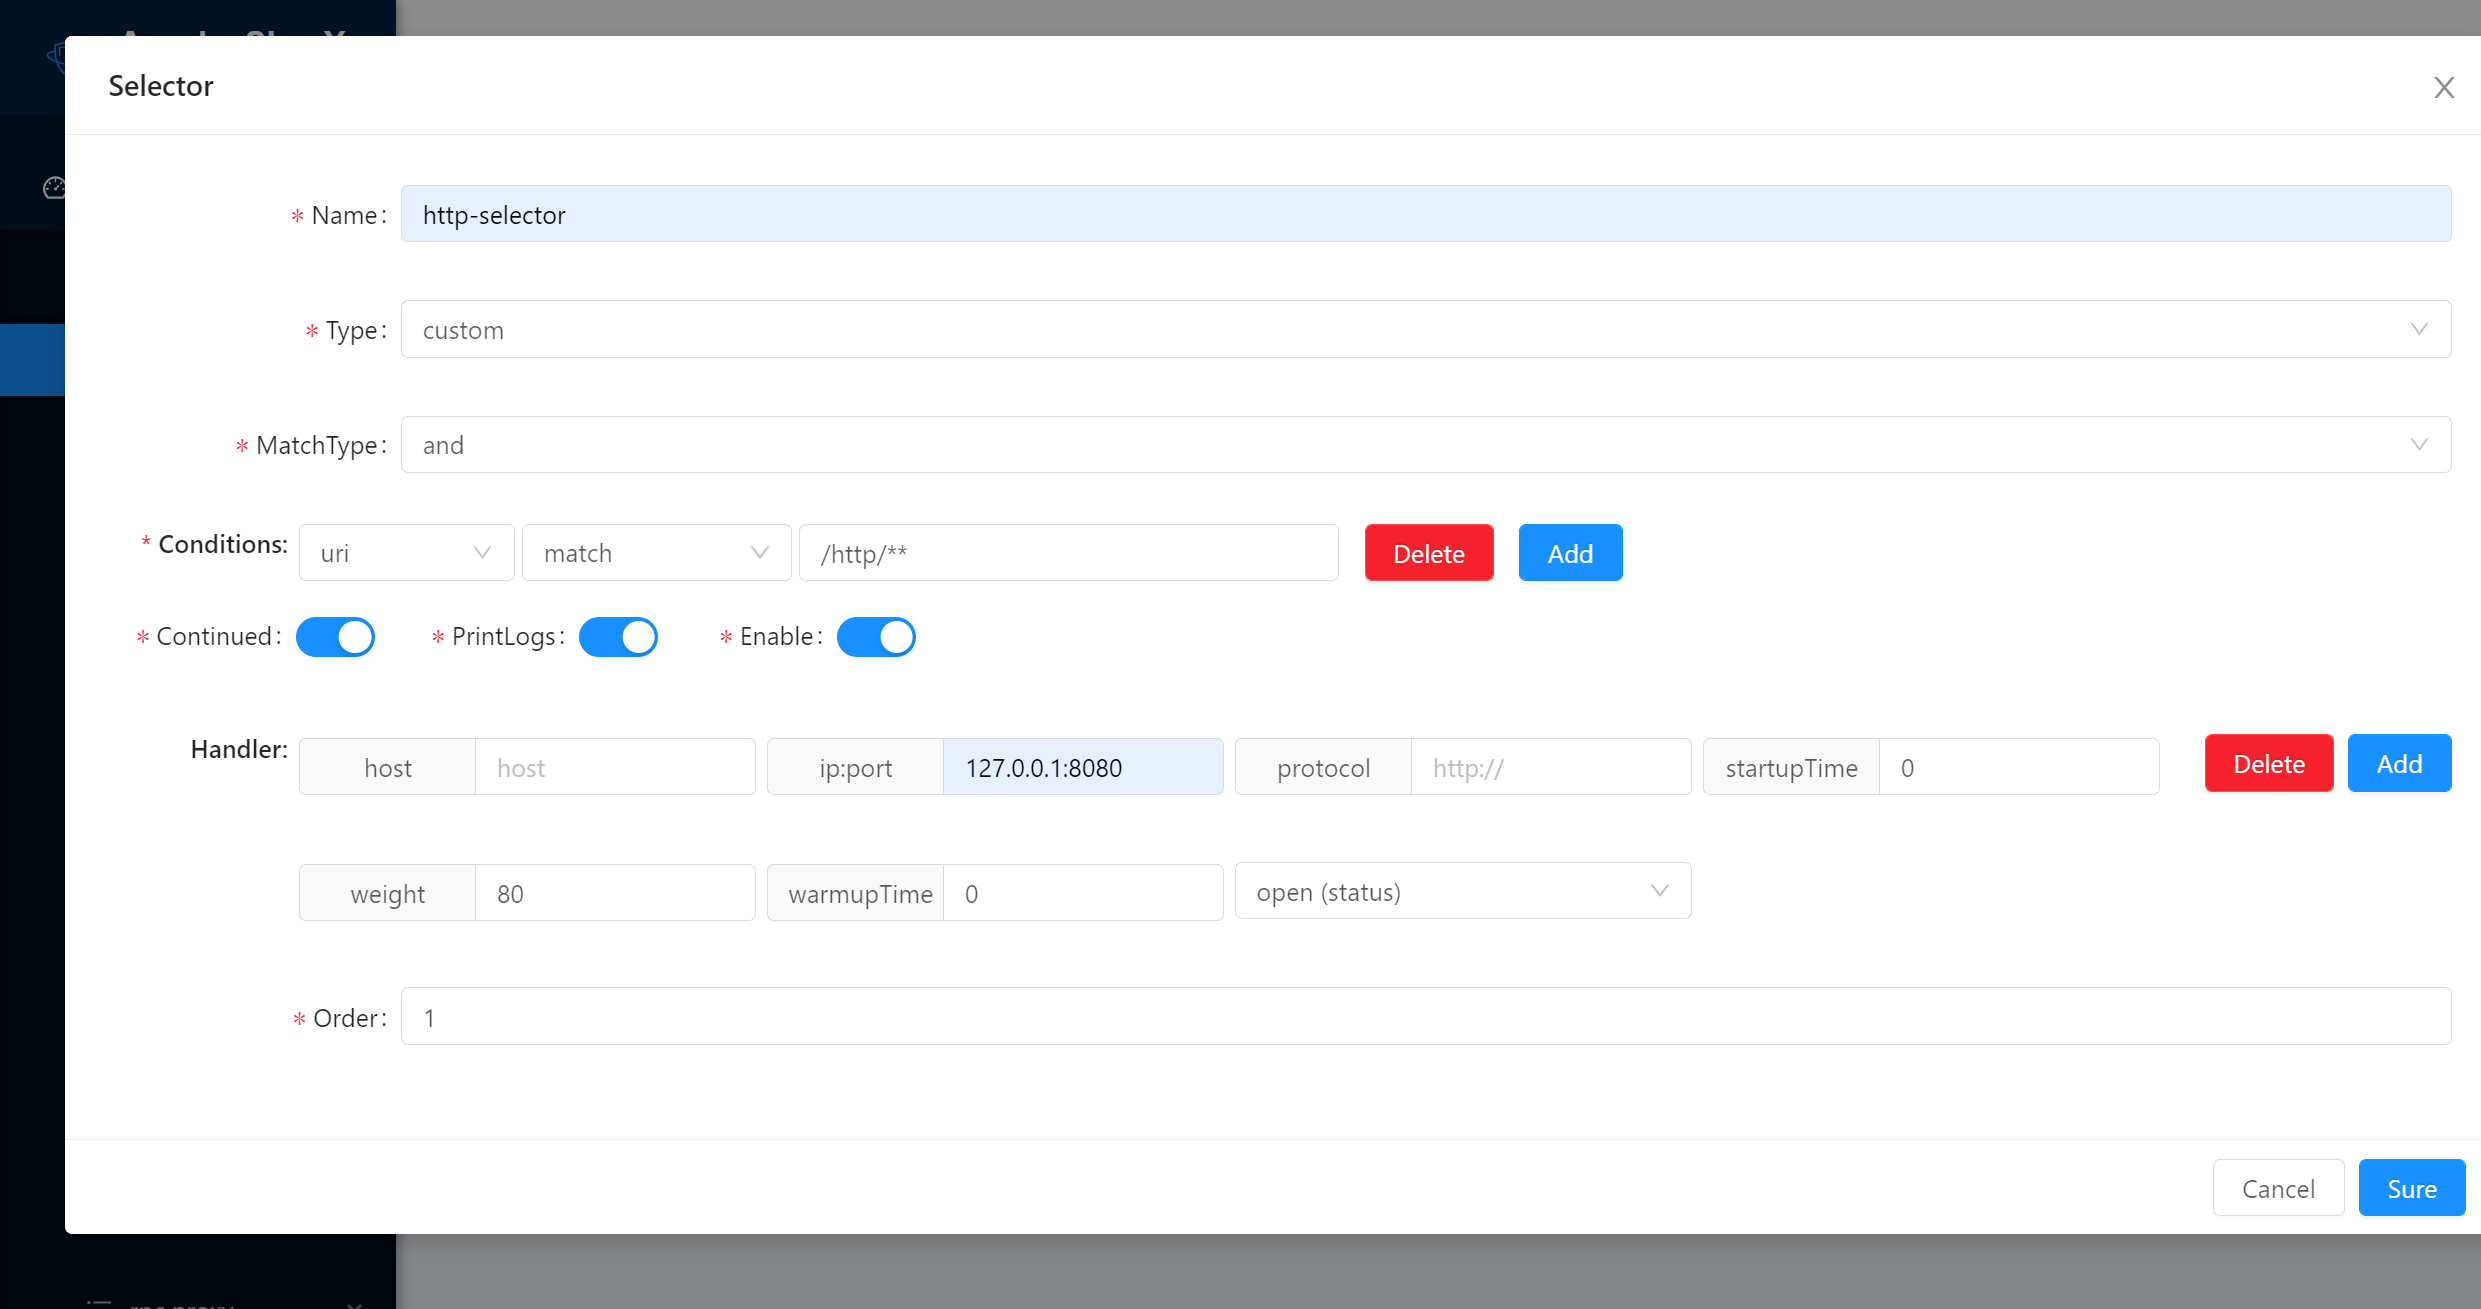 Selector
* Name: http-selector
* Type: custom
* MatchType: and
* Conditions: uri match /http/** Delete Add
* Continued: * PrintLogs: * Enable:
Handler: host host ip:port 127.0.0.1:8080 protocol http:// startupTime 0 Delete Add
weight 80 warmupTime 0 open (status)
* Order: 1
Cancel Sure